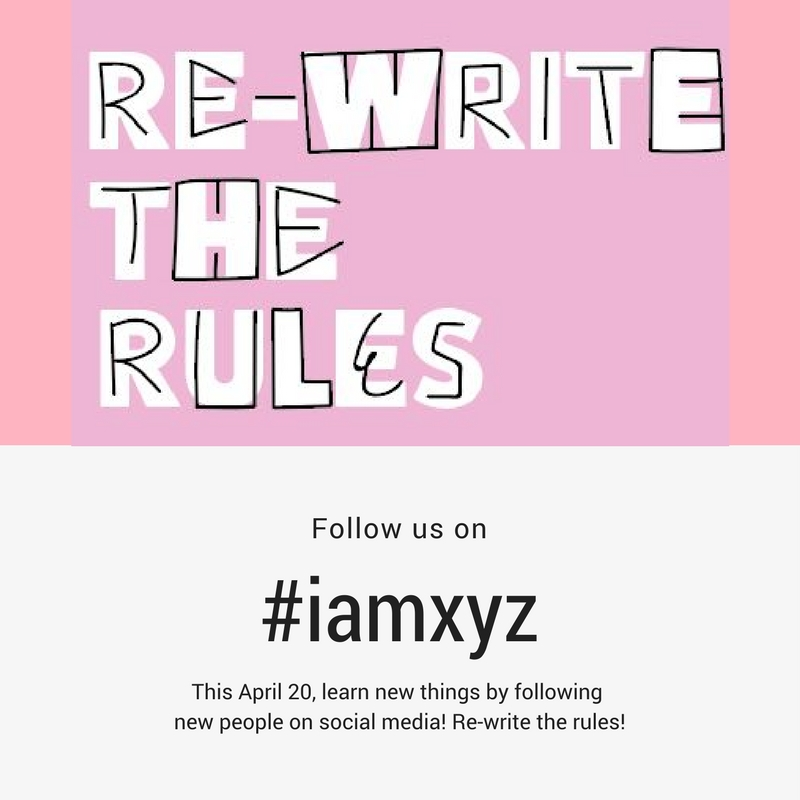 RE-WRITE
THE
RULES
Follow us on
#iamxyz
This April 20, learn new things by following
new people on social media! Re-write the rules!